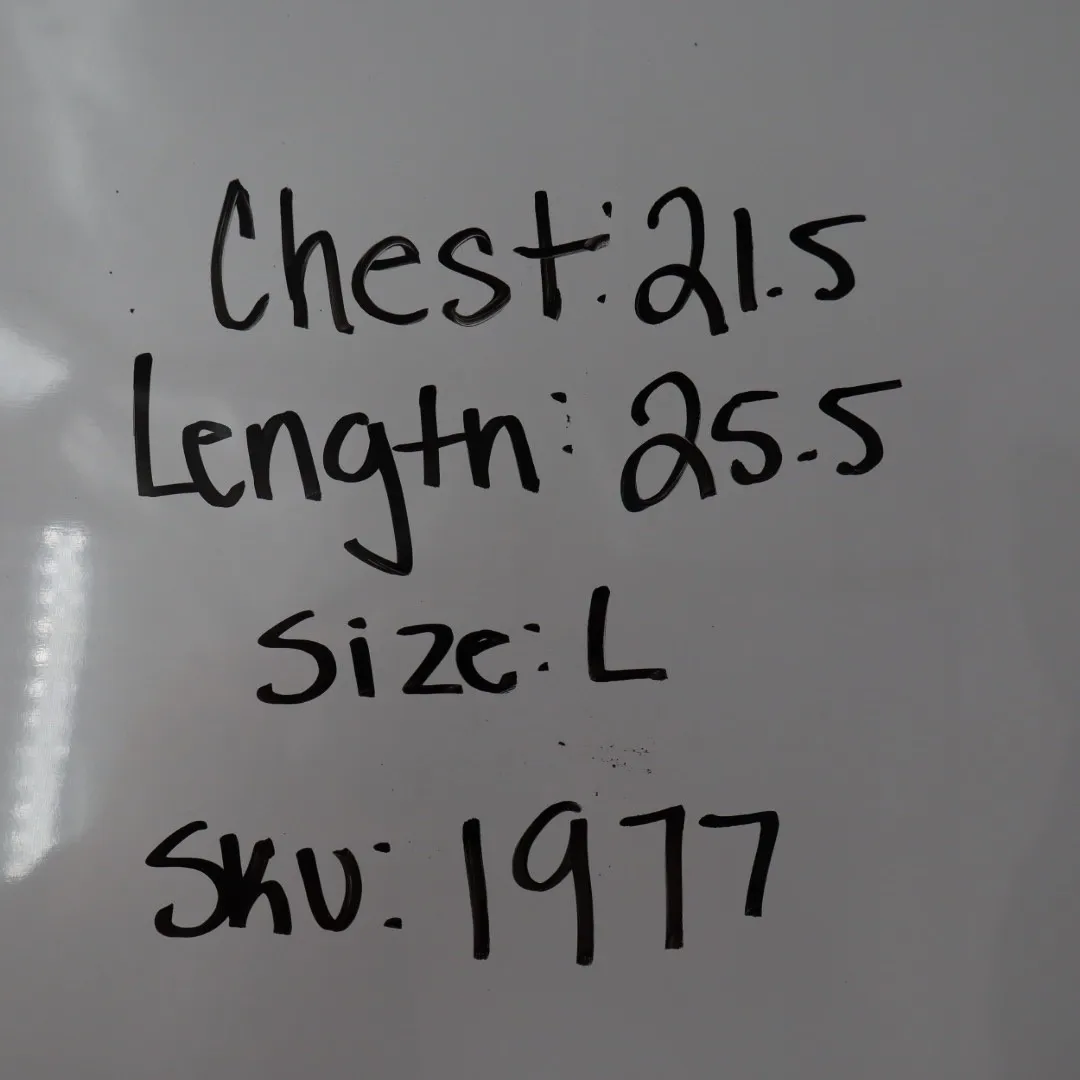 Chest: 21.5
Length: 25.5
Size: L
SKU: 1977